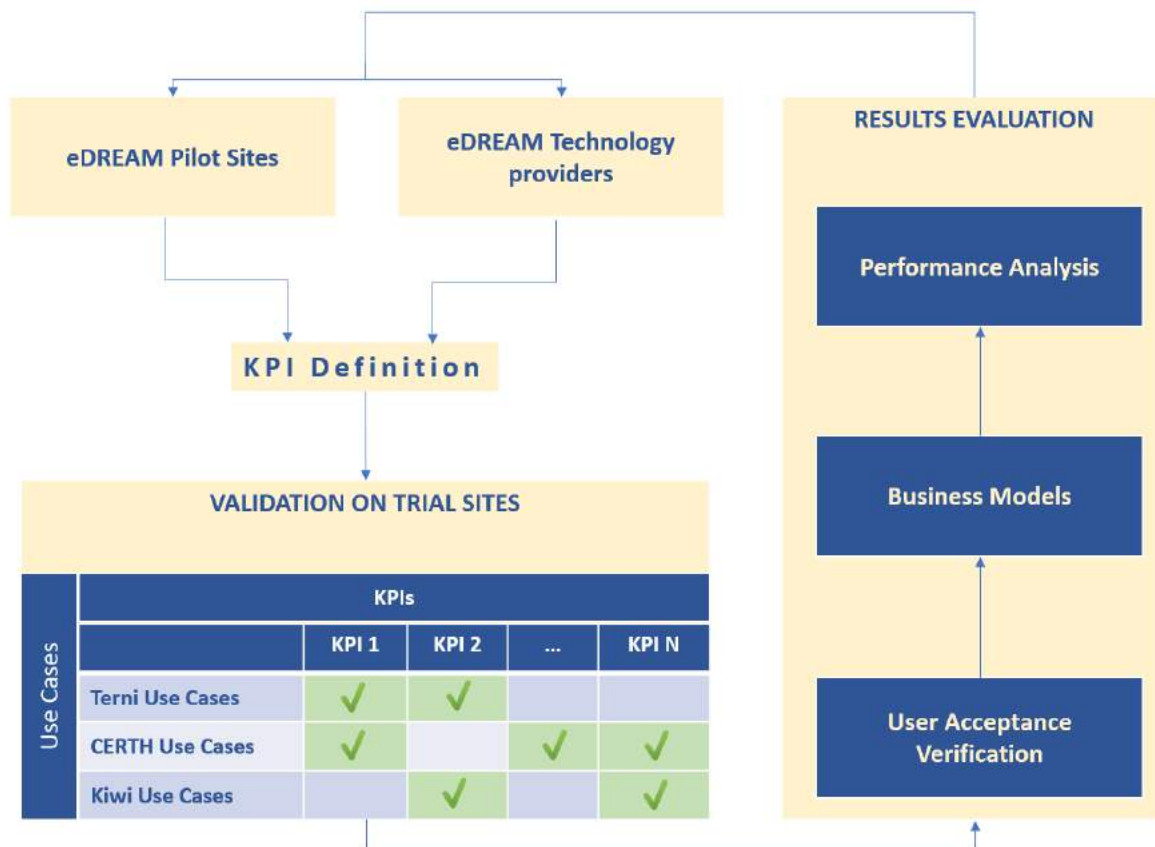 eDREAM Pilot Sites
eDREAM Technology
providers
KPI Definition
VALIDATION ON TRIAL SITES
Use Cases
KPIs
KPI 1 KPI 2 ... KPI N
Terni Use Cases
CERTH Use Cases
Kiwi Use Cases
RESULTS EVALUATION
Performance Analysis
Business Models
User Acceptance
Verification